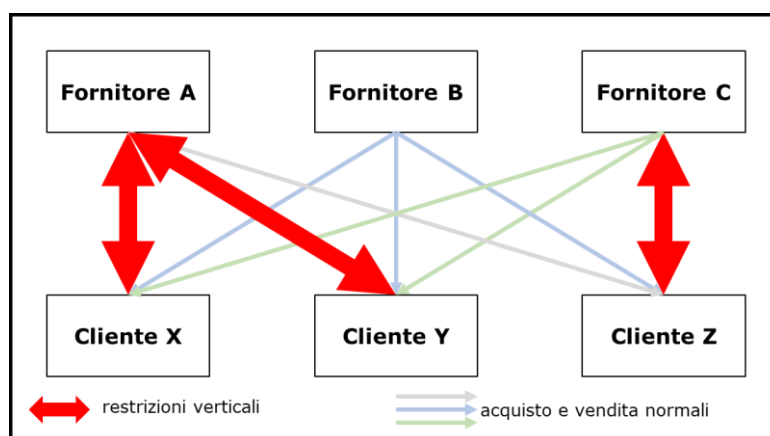 Fornitore A
Fornitore B
Fornitore C
Cliente X
Cliente Y
Cliente Z
restrizioni verticali
acquisto e vendita normali